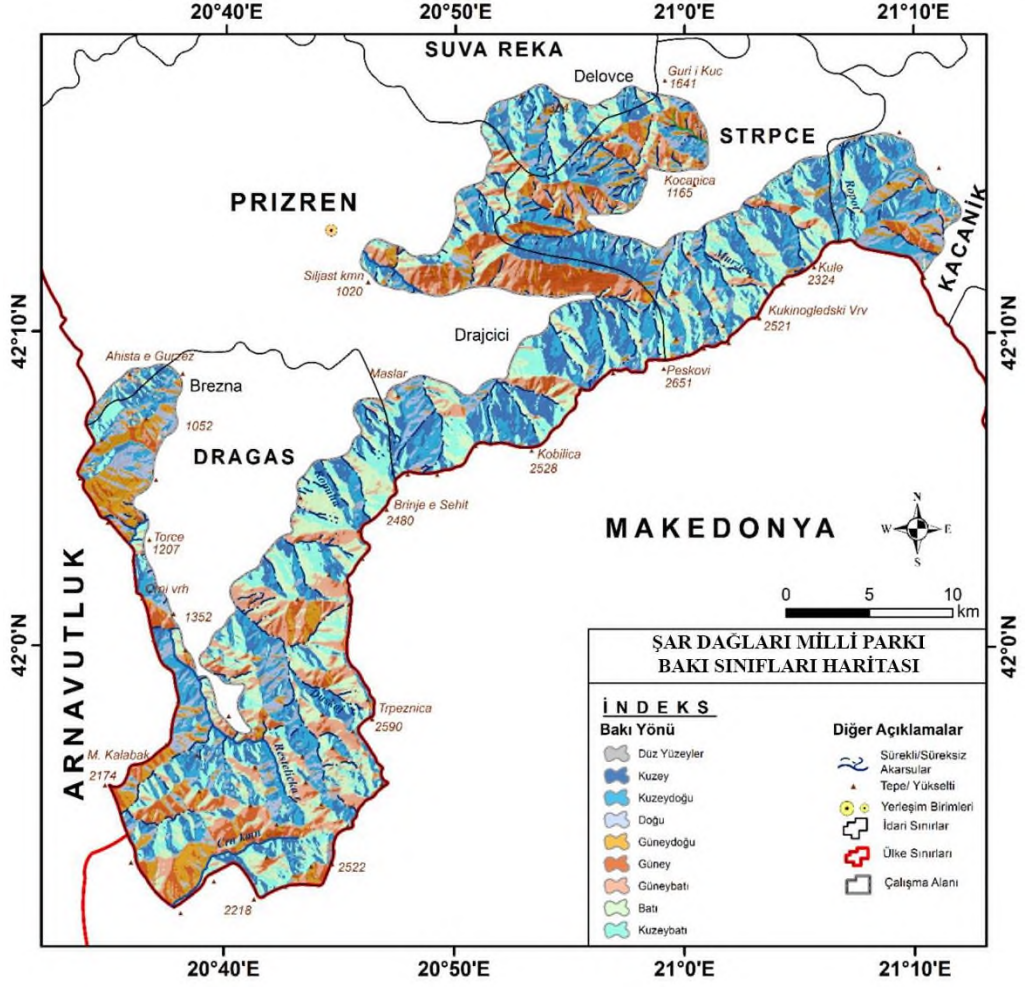 20°40'E 20°50'E 21°0'E 21°10'E
SUVA REKA
Delovce
Guri i Kuc
1641
STRPCE
PRIZREN
Kocanica
1165
Ropot
KACANİK
Siljast kmn
1020
Kule
2324
42°10'N
42°10'N
Drajcici
Kukinogledski Vrv
2521
Ahista e Gurzez
Brezna
Maslar
Peskovi
2651
1052
DRAGAS
Kobilica
2528
Brinje e Sehit
2480
MAKEDONYA
N
W E
S
Torce
1207
Crni vrh
1352
ARNAVUTLUK
0 5 10
km
42°0'N
42°0'N
ŞAR DAĞLARI MİLLİ PARKI
BAKI SINIFLARI HARİTASI
Trpeznica
2590
M. Kalabak
2174
Restelicka
Crn kam
2522
2218
İNDEKS
Bakı Yönü
Düz Yüzeyler
Kuzey
Kuzeydoğu
Doğu
Güneydoğu
Güney
Güneybatı
Batı
Kuzeybatı
Diğer Açıklamalar
Sürekli/Süreksiz
Akarsular
Tepe/ Yükselti
Yerleşim Birimleri
İdari Sınırlar
Ülke Sınırları
Çalışma Alanı
20°40'E 20°50'E 21°0'E 21°10'E